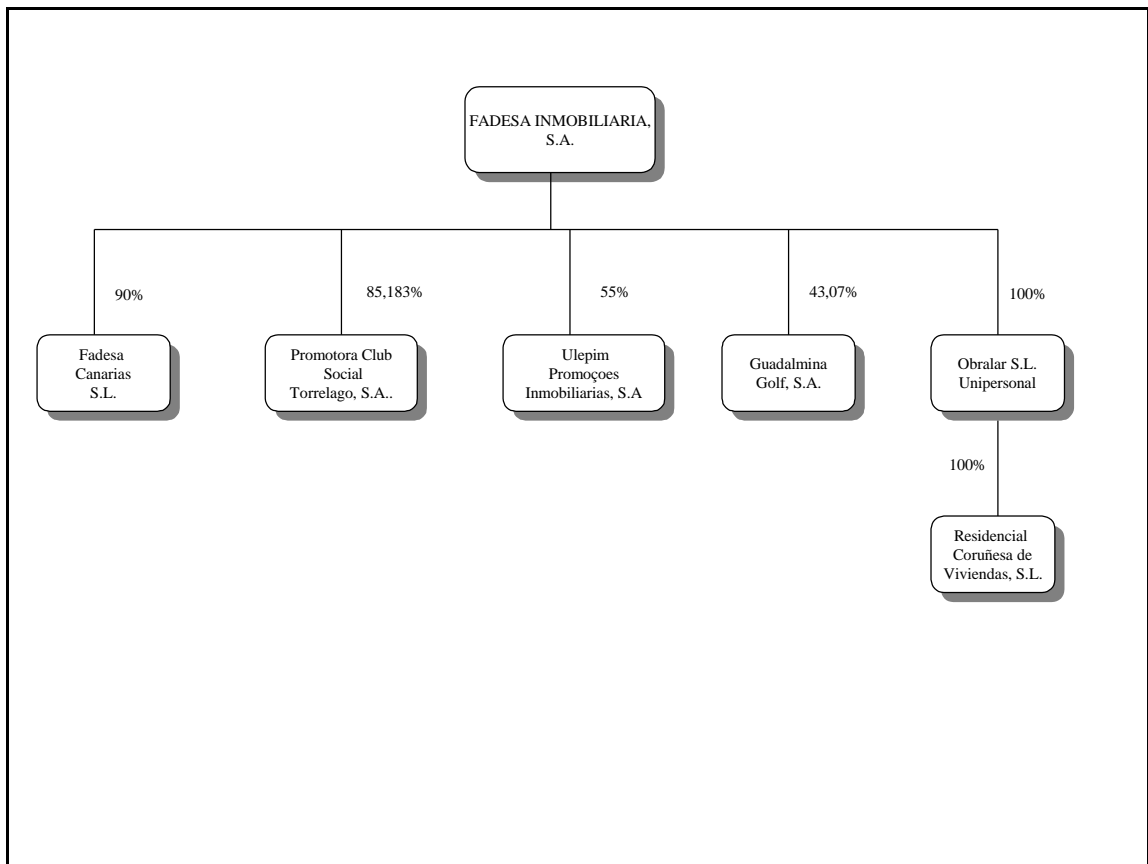 FADESA INMOBILIARIA,
S.A.
90%
85,183%
55%
43,07%
100%
Fadesa
Canarias
S.L.
Promotora Club
Social
Torrelago, S.A..
Ulepim
Promoçoes
Inmobiliarias, S.A
Guadalmina
Golf, S.A.
Obralar S.L.
Unipersonal
100%
Residencial
Coruñesa de
Viviendas, S.L.